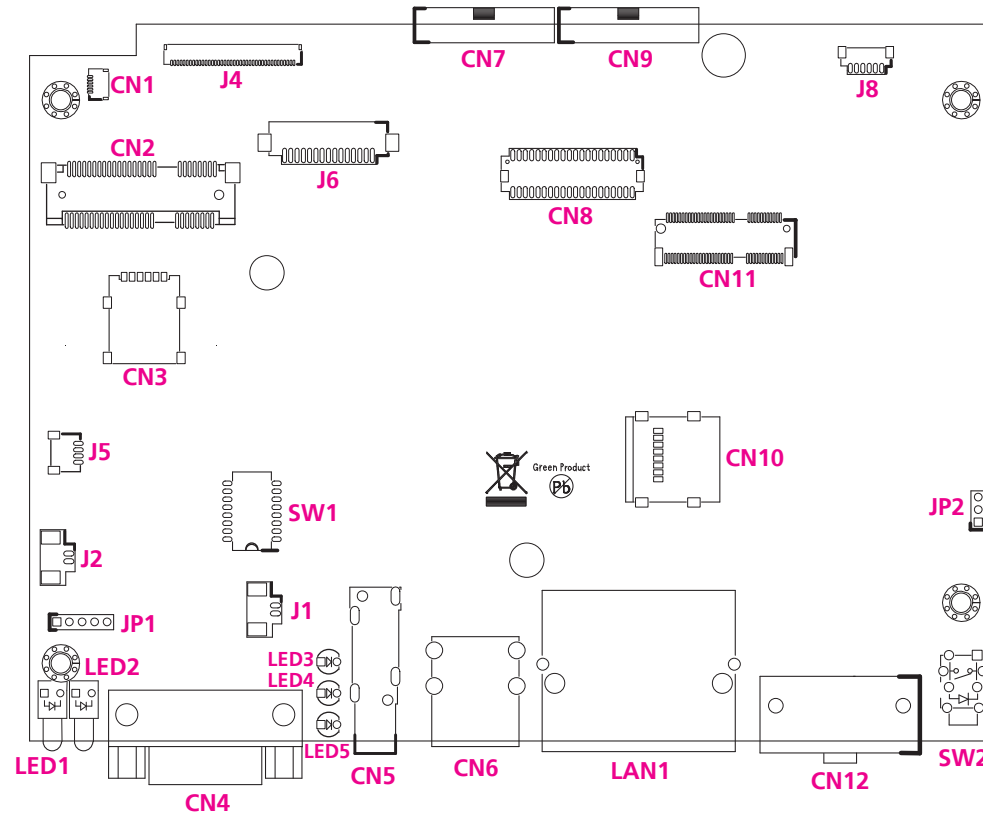 CN7
CN9
CN1
J4
J8
CN2
J6
CN8
CN11
CN3
J5
CN10
Green Product
Pb
SW1
JP2
J2
J1
JP1
LED3
LED2
LED4
LED5
LED1
CN5
CN6
LAN1
CN12
SW2
CN4